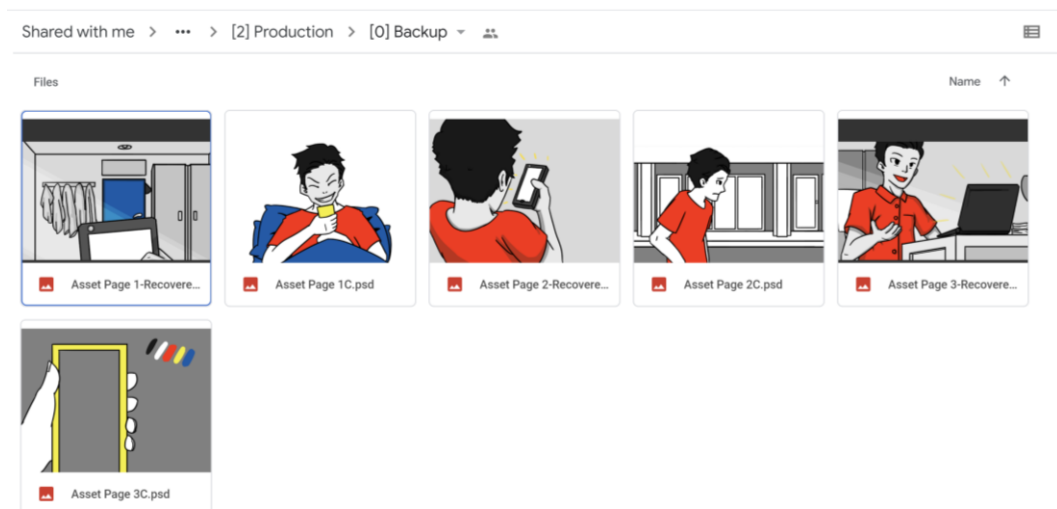 Shared with me > ••• > [2] Production > [0] Backup
Files Name ↑
Asset Page 1-Recovere... Asset Page 1C.psd Asset Page 2-Recovere... Asset Page 2C.psd Asset Page 3-Recovere...
Asset Page 3C.psd